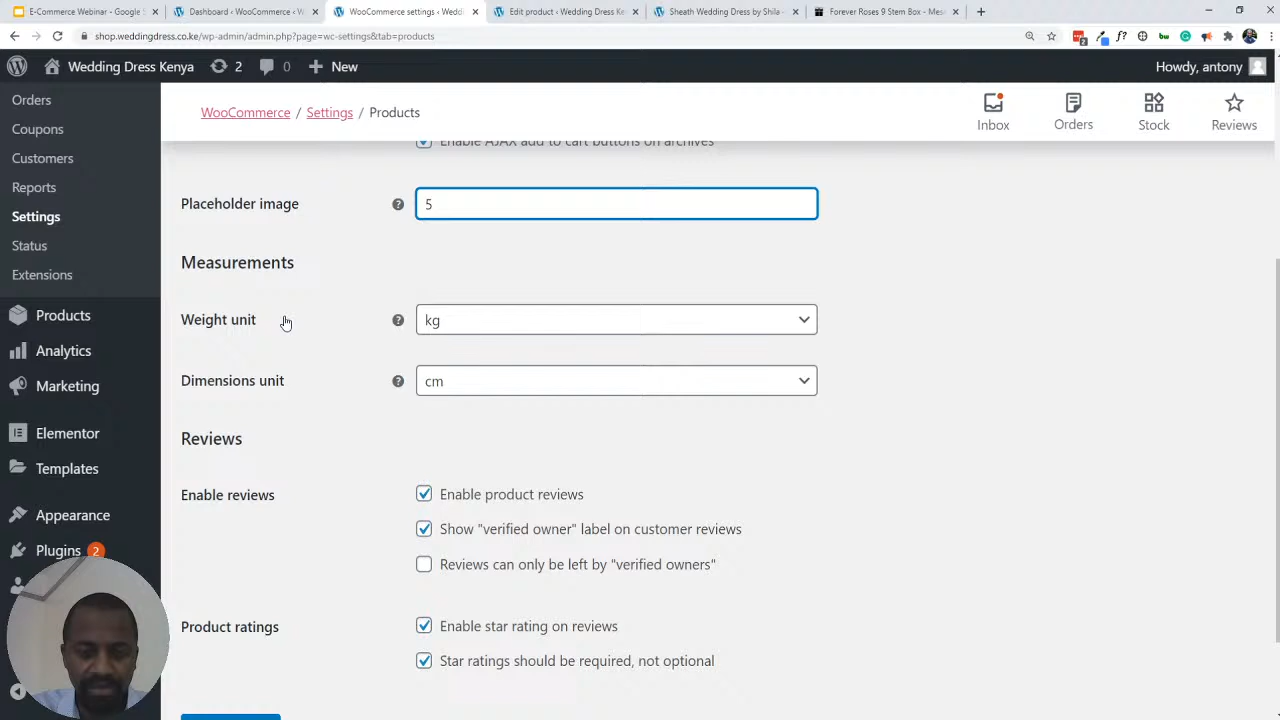 E-Commerce Webinar - Google S
Dashboard ‹ WooCommerce ‹ W
WooCommerce settings ‹ Weddi
Edit product ‹ Wedding Dress Ke
Sheath Wedding Dress by Shila -
Forever Roses 9 Stem Box - Mes
shop.weddingdress.co.ke/wp-admin/admin.php?page=wc-settings&tab=products
Wedding Dress Kenya
2
0
New
Howdy, antony
Orders
Coupons
Customers
Reports
Settings
Status
Extensions
Products
Analytics
Marketing
Elementor
Templates
Appearance
Plugins 2
WooCommerce / Settings / Products
Inbox
Orders
Stock
Reviews
Enable AJAX add to cart buttons on archives
Placeholder image
5
Measurements
Weight unit
kg
Dimensions unit
cm
Reviews
Enable reviews
Enable product reviews
Show "verified owner" label on customer reviews
Reviews can only be left by "verified owners"
Product ratings
Enable star rating on reviews
Star ratings should be required, not optional